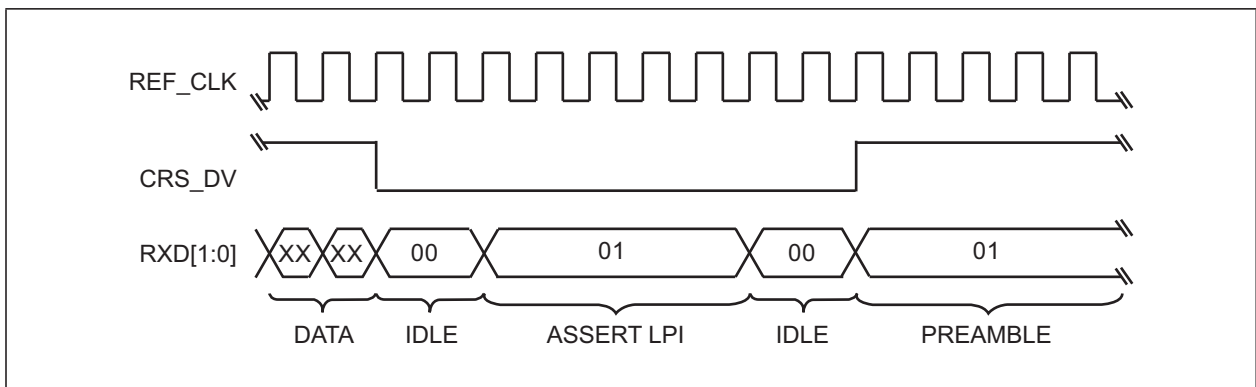 REF_CLK
CRS_DV
RXD[1:0] XX XX 00 01 00 01
DATA IDLE ASSERT LPI IDLE PREAMBLE